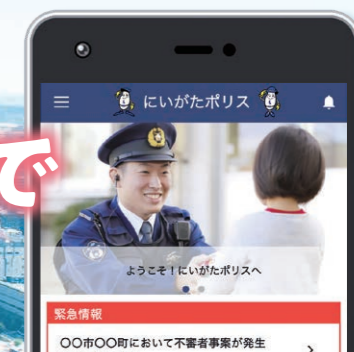 で
にいがたポリス
ようこそ!にいがたポリスへ
緊急情報
〇〇市〇〇町において不審者事案が発生